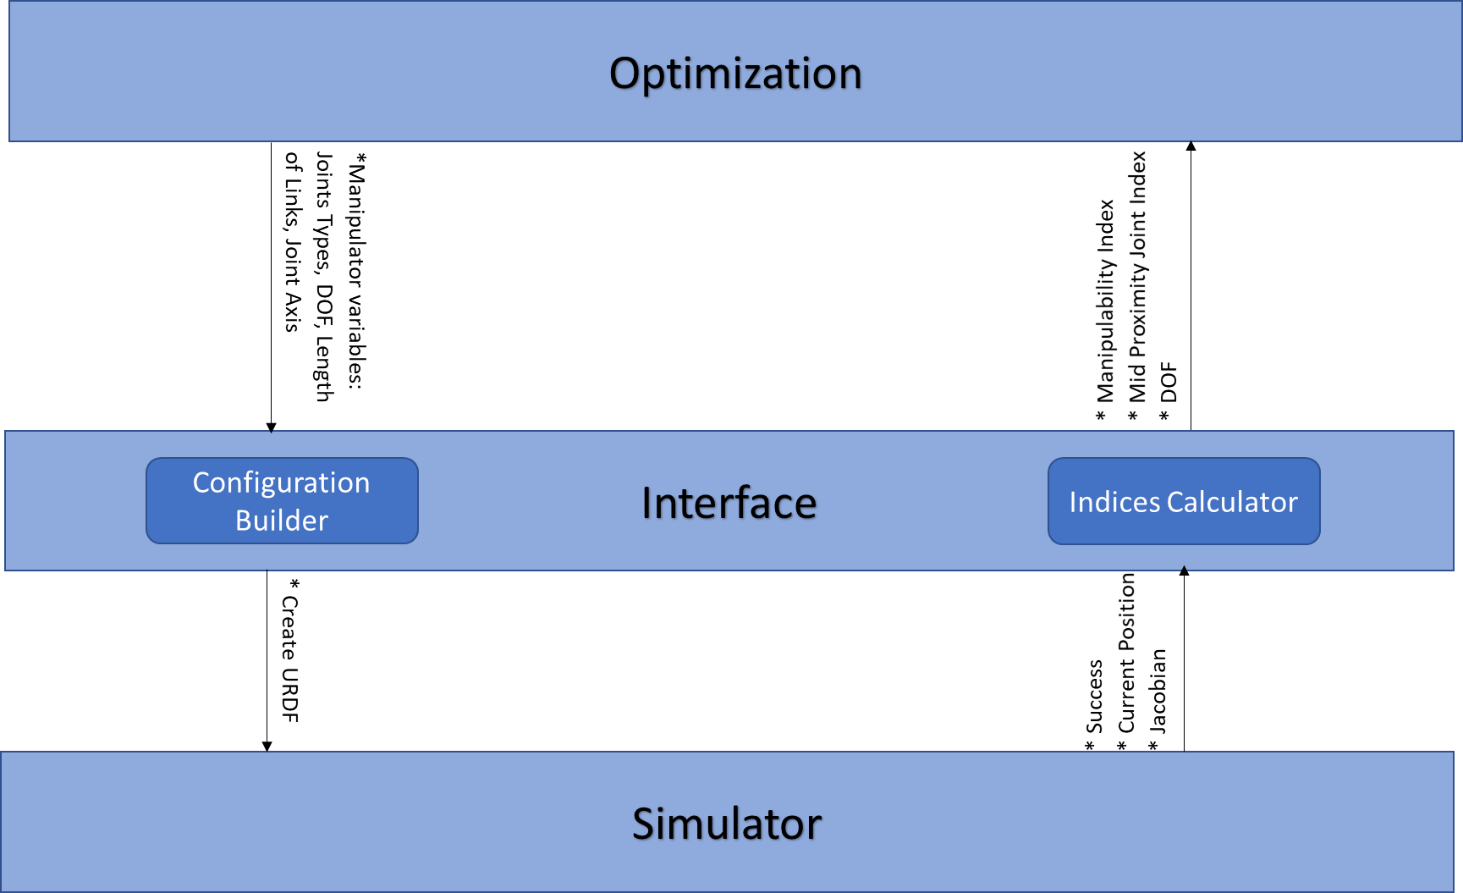 Optimization
*Manipulator variables:
Joints Types, DOF, Length
of Links, Joint Axis
* Manipulability Index
* Mid Proximity Joint Index
* DOF
Configuration
Builder
Interface
Indices Calculator
* Create URDF
* Success
* Current Position
* Jacobian
Simulator